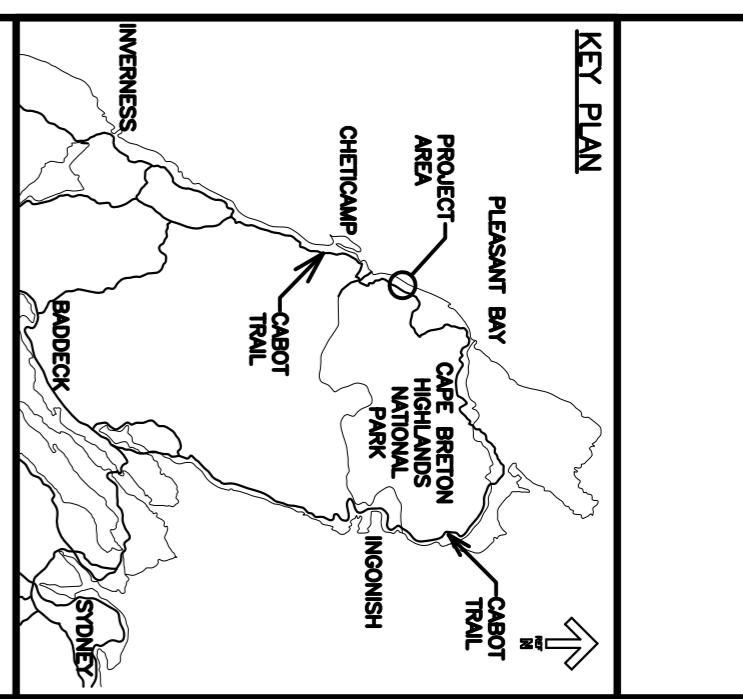 KEY PLAN
PLEASANT BAY
PROJECT
AREA
CHETICAMP
INVERNESS
CABOT
TRAIL
CAPE BRETON
HIGHLANDS
NATIONAL
PARK
CABOT
TRAIL
INGONISH
BADDECK
SYDNEY
REF
N